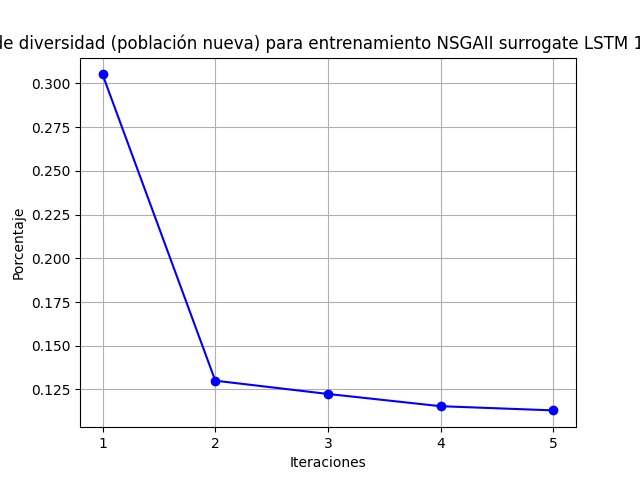 de diversidad (población nueva) para entrenamiento NSGAII surrogate LSTM 1
0.300
0.275
0.250
0.225
0.200
0.175
0.150
0.125
Porcentaje
1 2 3 4 5
Iteraciones